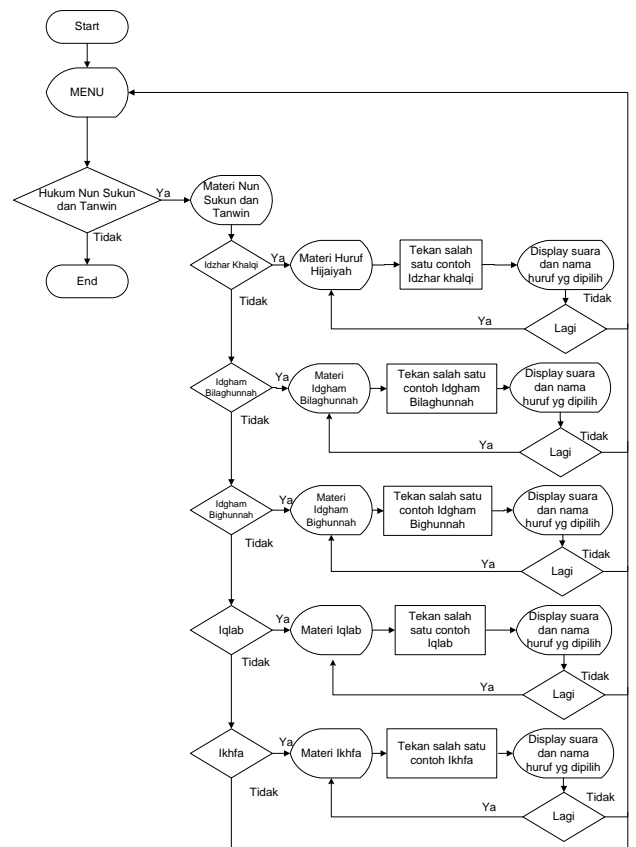 Start
MENU
Hukum Nun Sukun
dan Tanwin
Ya
Tidak
End
Materi Nun
Sukun dan
Tanwin
Idzhar Khalqi
Ya
Tidak
Materi Huruf
Hijaiyah
Tekan salah
satu contoh
Idzhar khalqi
Display suara
dan nama
huruf yg dipilih
Tidak
Ya
Lagi
Idgham
Bilaghunnah
Ya
Tidak
Materi
Idgham
Bilaghunnah
Tekan salah satu
contoh Idgham
Bilaghunnah
Display suara
dan nama
huruf yg dipilih
Tidak
Ya
Lagi
Idgham
Bighunnah
Ya
Tidak
Materi
Idgham
Bighunnah
Tekan salah satu
contoh Idgham
Bighunnah
Display suara
dan nama
huruf yg dipilih
Tidak
Ya
Lagi
Iqlab
Ya
Tidak
Materi Iqlab
Tekan salah
satu contoh
Iqlab
Display suara
dan nama
huruf yg dipilih
Tidak
Ya
Lagi
Ikhfa
Ya
Tidak
Materi Ikhfa
Tekan salah satu
contoh Ikhfa
Display suara
dan nama
huruf yg dipilih
Tidak
Ya
Lagi